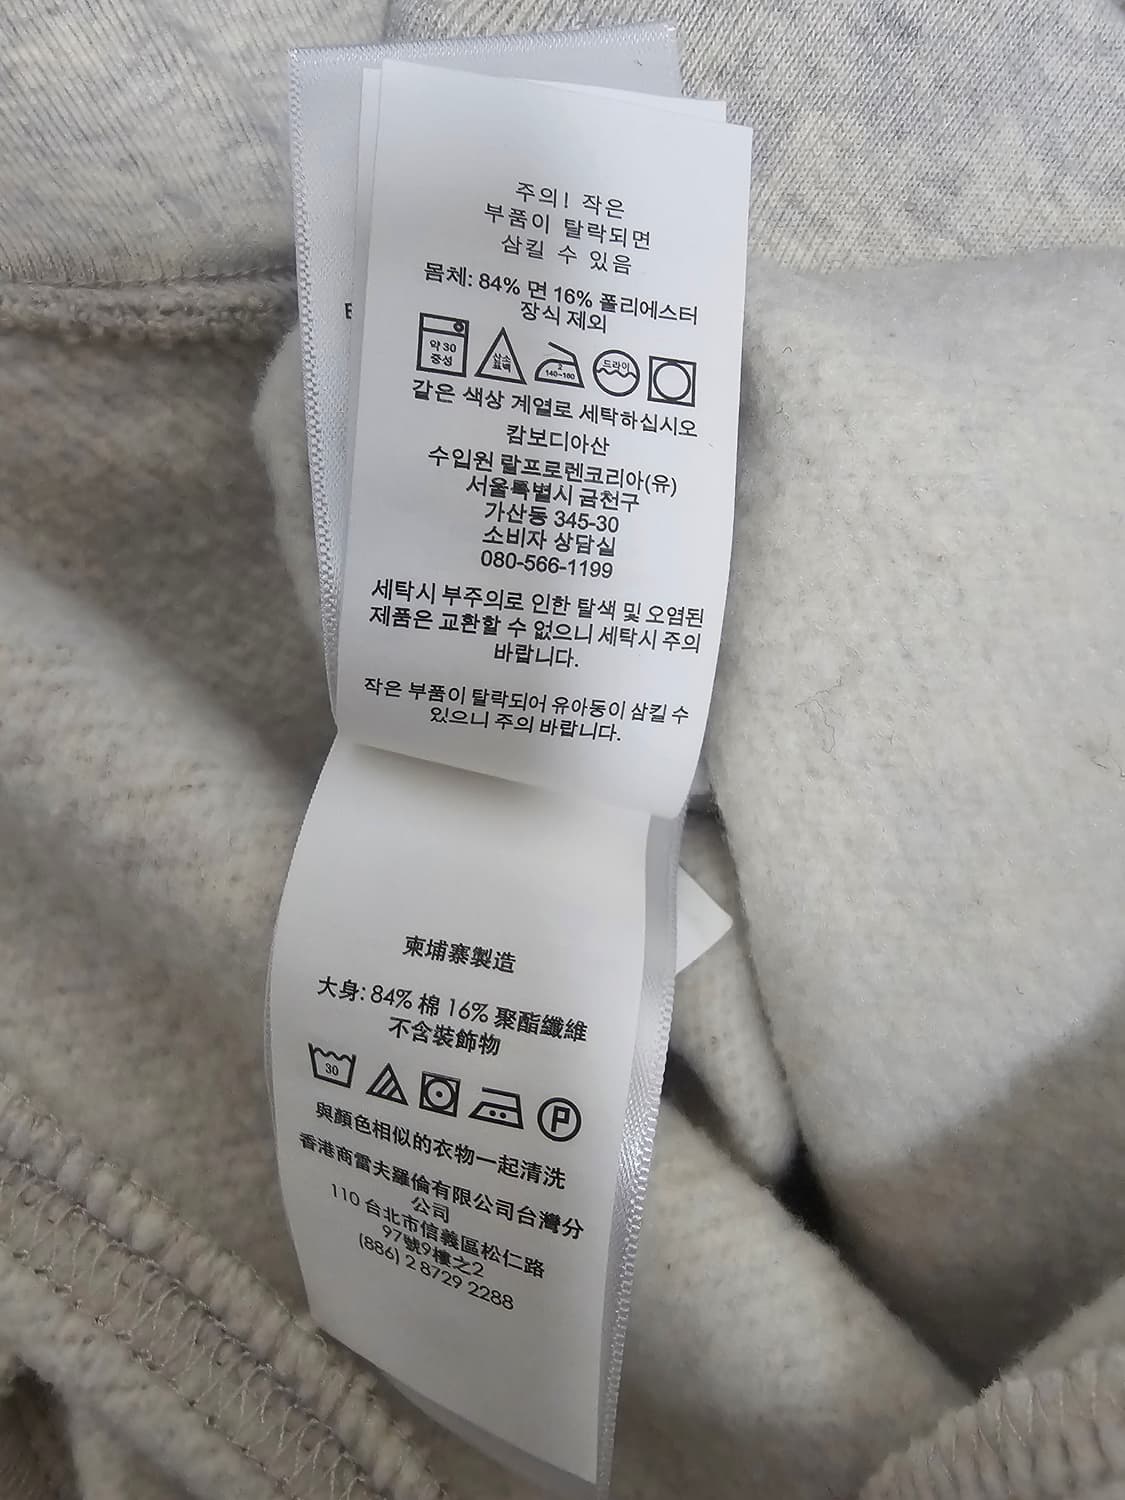 주의! 작은
부품이 탈락되면
삼킬 수 있음
몸체: 84% 면 16% 폴리에스터
장식 제외
약 30
중성
산소
표백
2
140~160
드라이
같은 색상 계열로 세탁하십시오
캄보디아산
수입원 랄프로렌코리아(유)
서울특별시 금천구
가산동 345-30
소비자 상담실
080-566-1199
세탁시 부주의로 인한 탈색 및 오염된
제품은 교환할 수 없으니 세탁시 주의
바랍니다.
작은 부품이 탈락되어 유아동이 삼킬 수
있으니 주의 바랍니다.
柬埔寨製造
大身: 84% 棉 16% 聚酯纖維
不含裝飾物
30
P
與顏色相似的衣物一起清洗
香港商雷夫羅倫有限公司台灣分
公司
110 台北市信義區松仁路
97號9樓之2
(886) 2 8729 2288